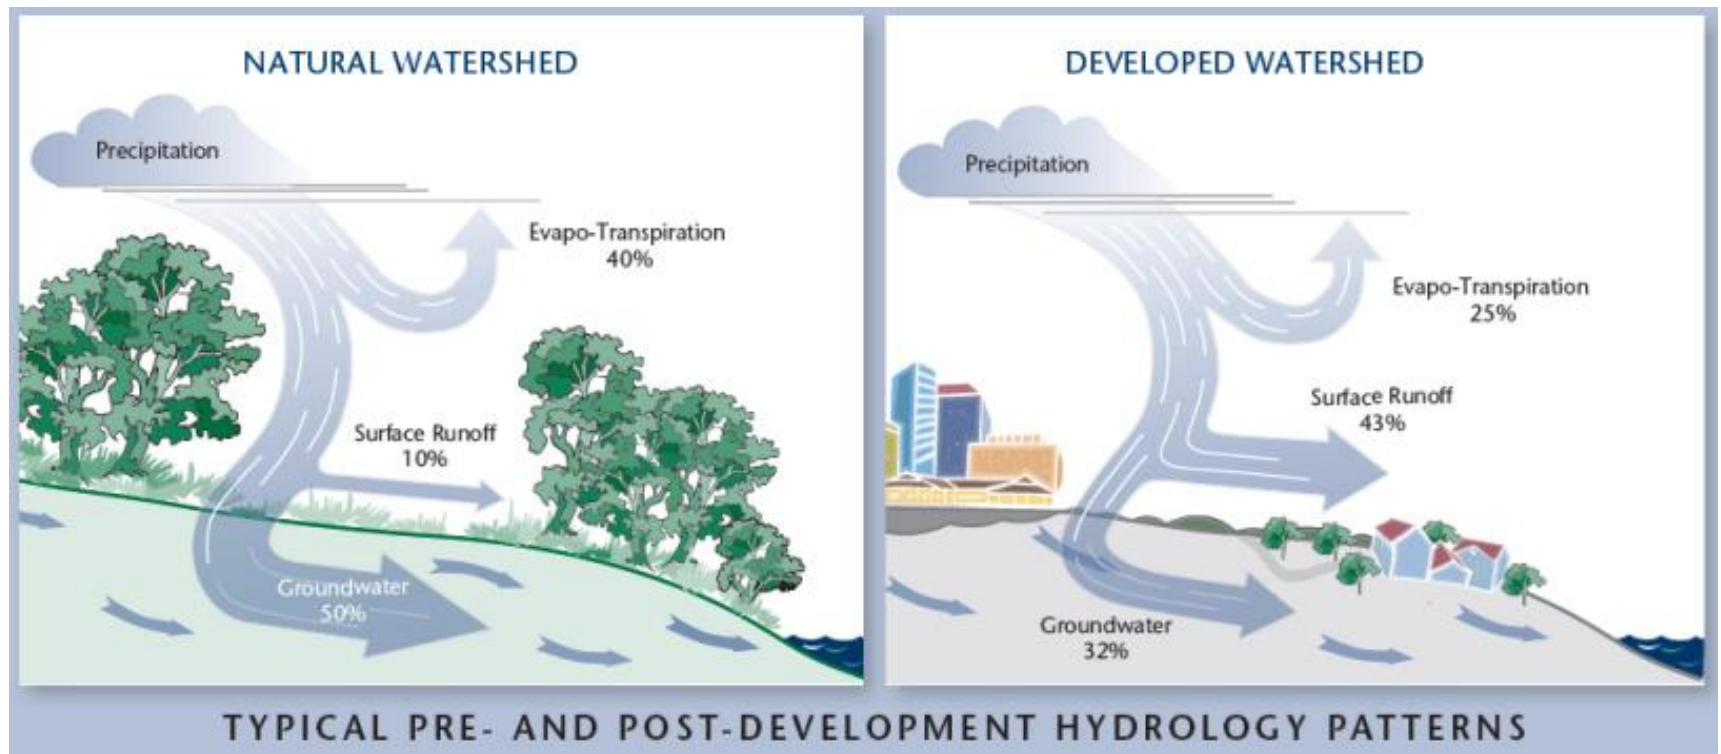 NATURAL WATERSHED
Precipitation
Evapo-Transpiration
40%
Surface Runoff
10%
Groundwater
50%
DEVELOPED WATERSHED
Precipitation
Evapo-Transpiration
25%
Surface Runoff
43%
Groundwater
32%
TYPICAL PRE- AND POST-DEVELOPMENT HYDROLOGY PATTERNS